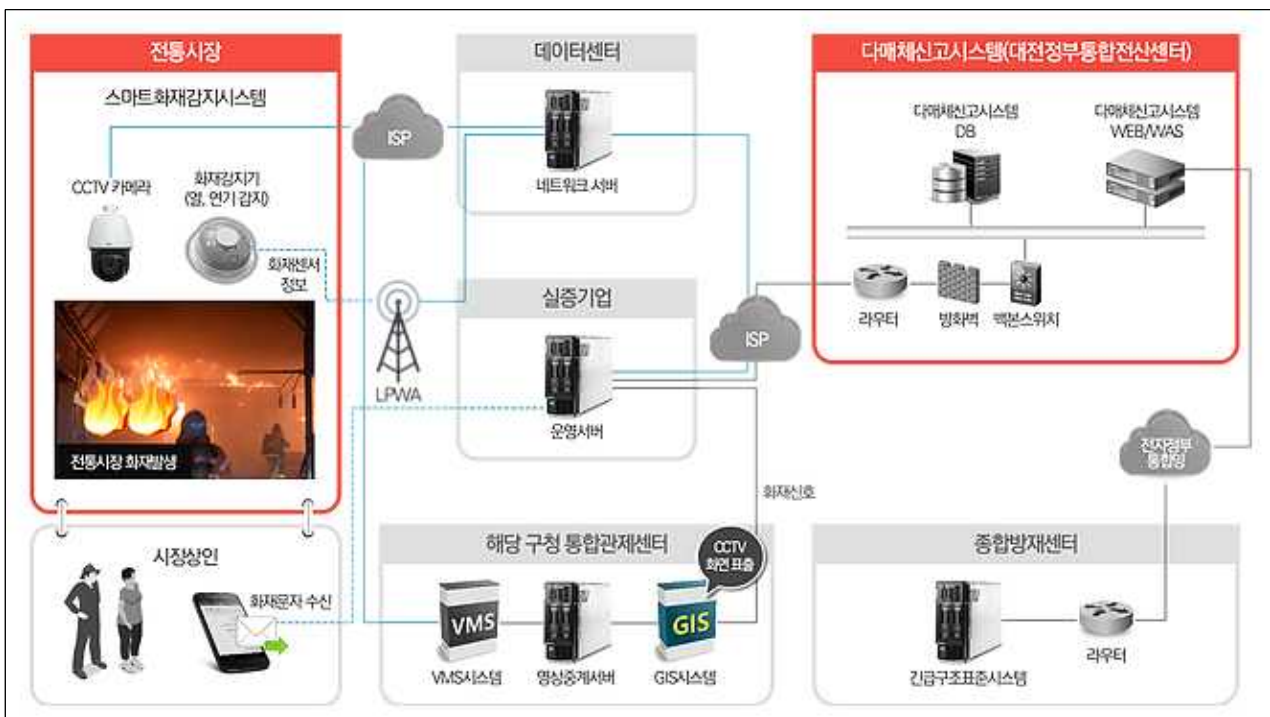 전통시장
스마트화재감지시스템
CCTV 카메라
화재감지기
(열, 연기 감지)
화재센서
정보
전통시장 화재발생
시장상인
화재문자 수신
ISP
LPWA
데이터센터
네트워크 서버
실증기업
운영서버
ISP
화재신호
해당 구청 통합관제센터
CCTV
화면 표출
VMS
GIS
VMS시스템
영상중계서버
GIS시스템
다매체신고시스템(대전정부통합전산센터)
다매체신고시스템
DB
다매체신고시스템
WEB/WAS
라우터
방화벽
백본스위치
전자정부
통합망
종합방재센터
긴급구조표준시스템
라우터